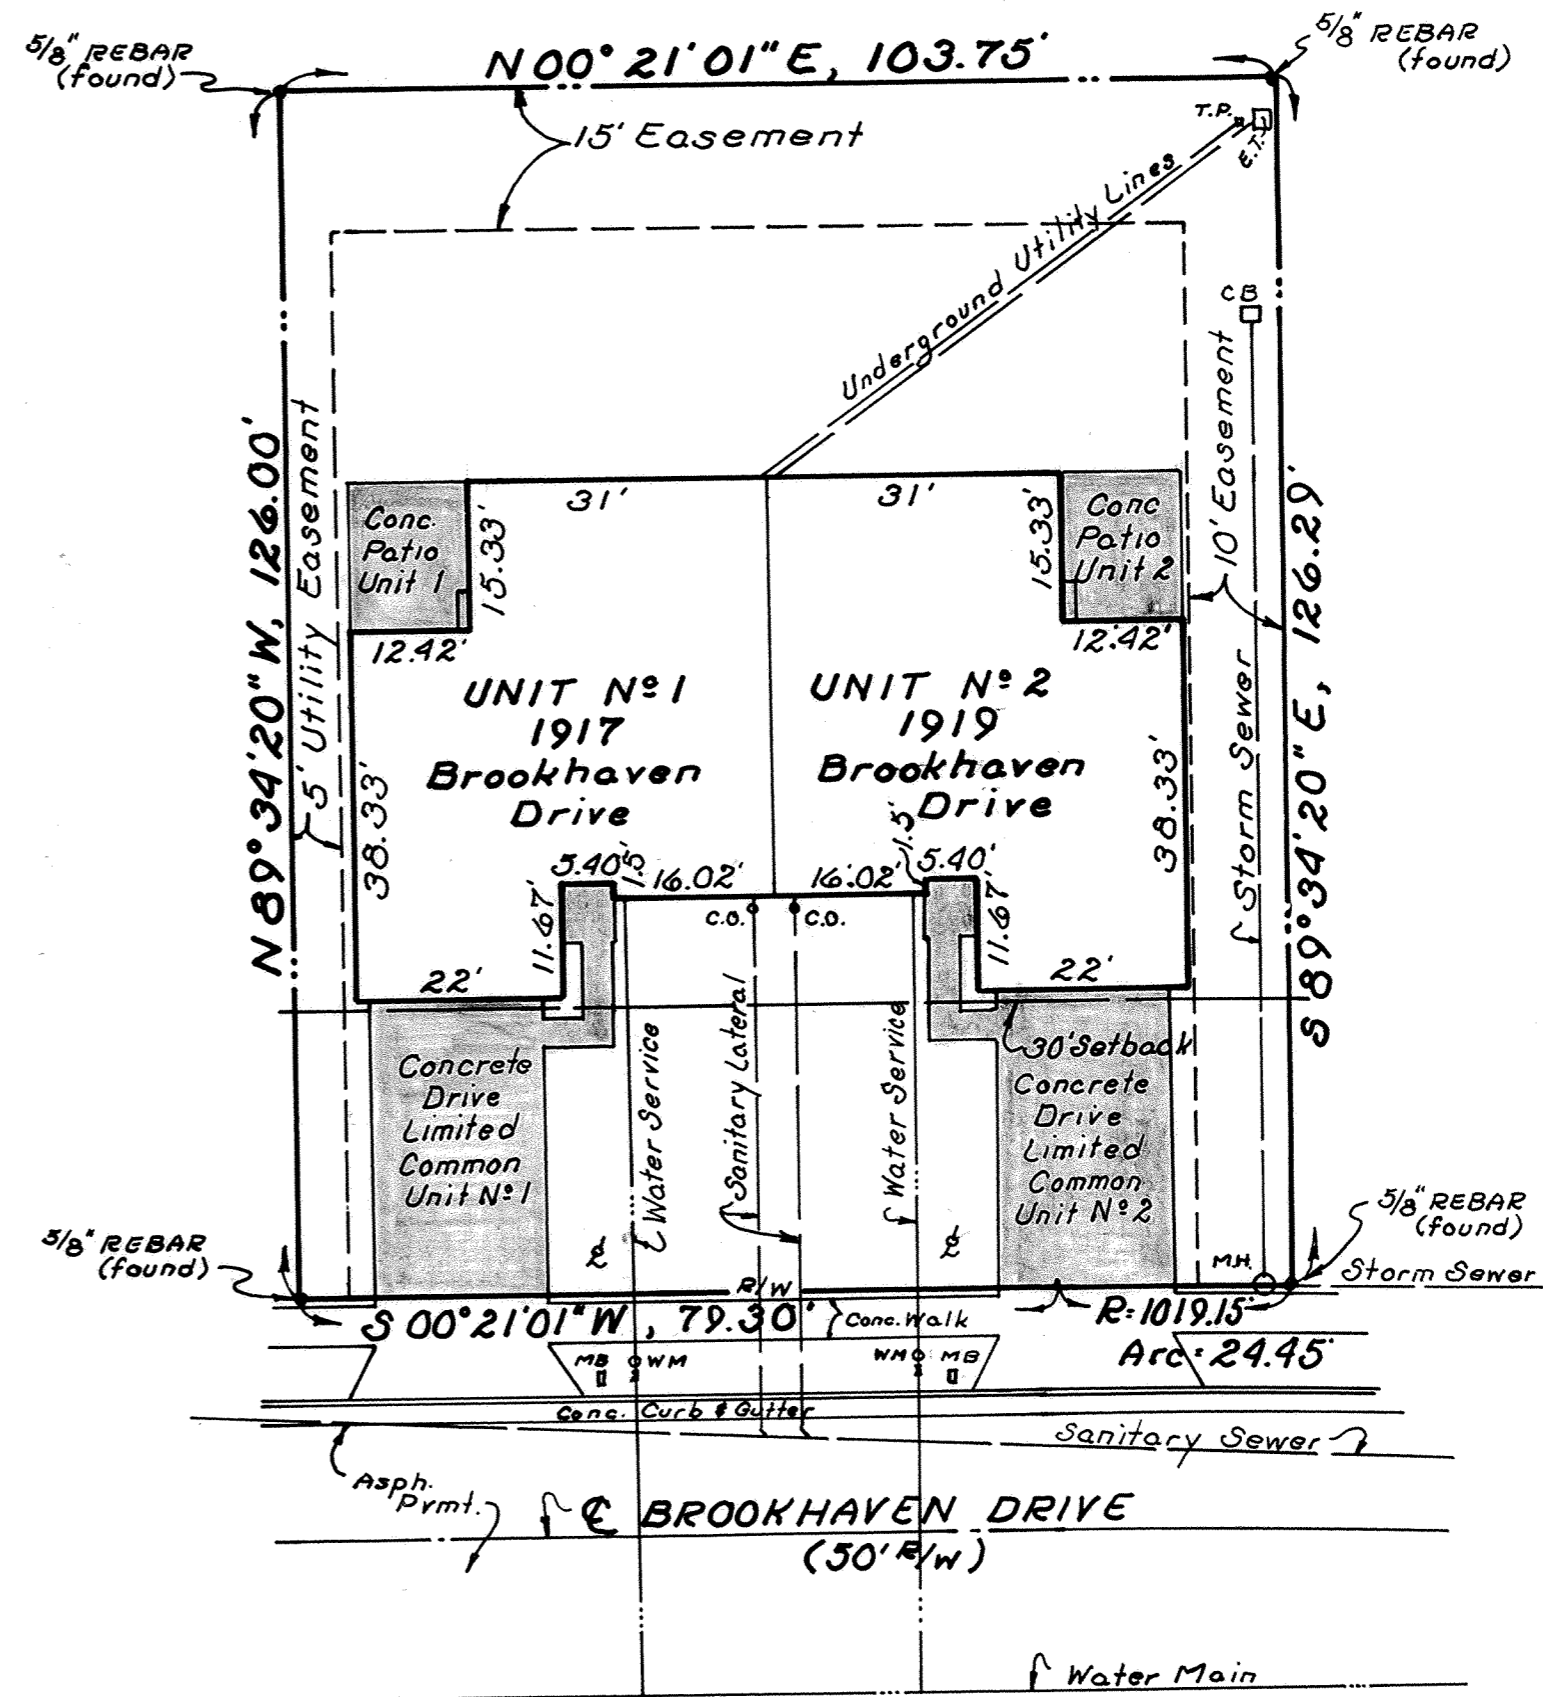 5/8" REBAR
(found)
N 00° 21' 01" E, 103.75'
5/8" REBAR
(found)
15' Easement
T.P.
E.T.
Underground Utility Lines
CB
N 89° 34' 20" W, 126.00'
5' Utility Easement
10' Easement
S 89° 34' 20" E, 126.29'
Storm Sewer
31'
31'
Conc.
Patio
Unit 1
15.33'
15.33'
Conc
Patio
Unit 2
12.42'
12.42'
UNIT Nº 1
1917
Brookhaven
Drive
UNIT Nº 2
1919
Brookhaven
Drive
38.33'
38.33'
5.40'
1.5'
16.02'
16.02'
1.5'
5.40'
11.67'
C.O.
C.O.
11.67'
22'
22'
30' Setback
Concrete
Drive
Limited
Common
Unit Nº 1
Water Service
Sanitary Lateral
Water Service
Concrete
Drive
Limited
Common
Unit Nº 2
5/8" REBAR
(found)
5/8" REBAR
(found)
M.H.
Storm Sewer
R/W
S 00° 21' 01" W, 79.30'
Conc. Walk
R=1019.15'
Arc= 24.45'
MB
WM
WM
MB
Conc. Curb & Gutter
Sanitary Sewer
Asph.
Pvmt.
℄ BROOKHAVEN DRIVE
(50' R/W)
Water Main